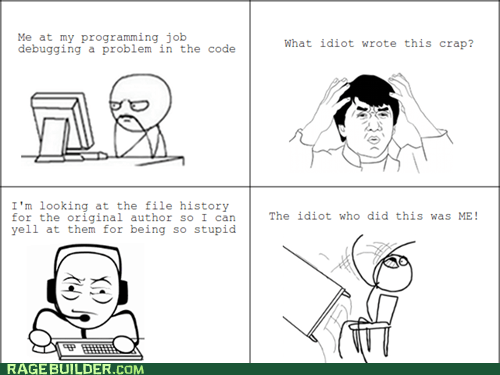 Me at my programming job
debugging a problem in the code
What idiot wrote this crap?
I'm looking at the file history
for the original author so I can
yell at them for being so stupid
The idiot who did this was ME!
RAGEBUILDER.COM